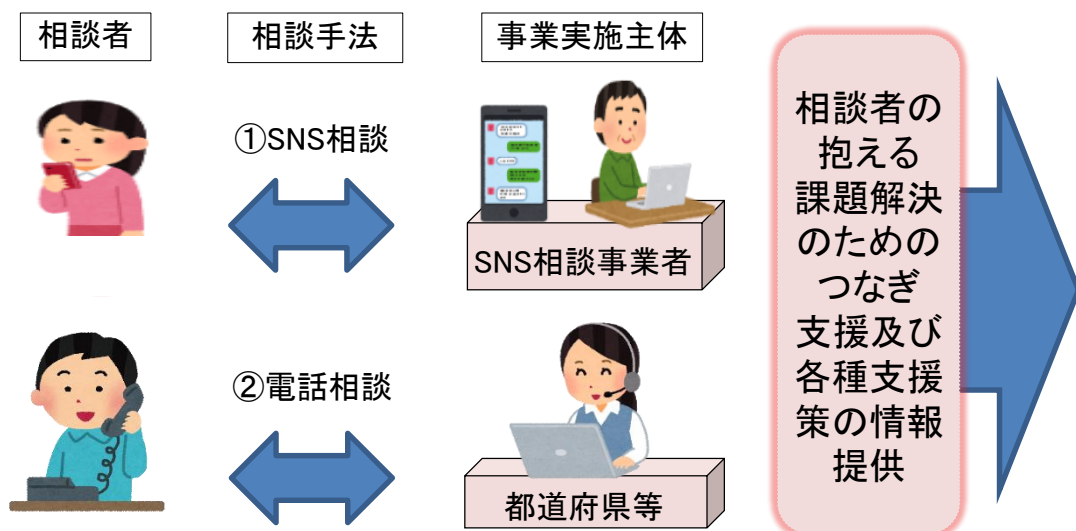 相談者
相談手法
事業実施主体
①SNS相談
SNS相談事業者
②電話相談
都道府県等
相談者の
抱える
課題解決
のための
つなぎ
支援及び
各種支援
策の情報
提供